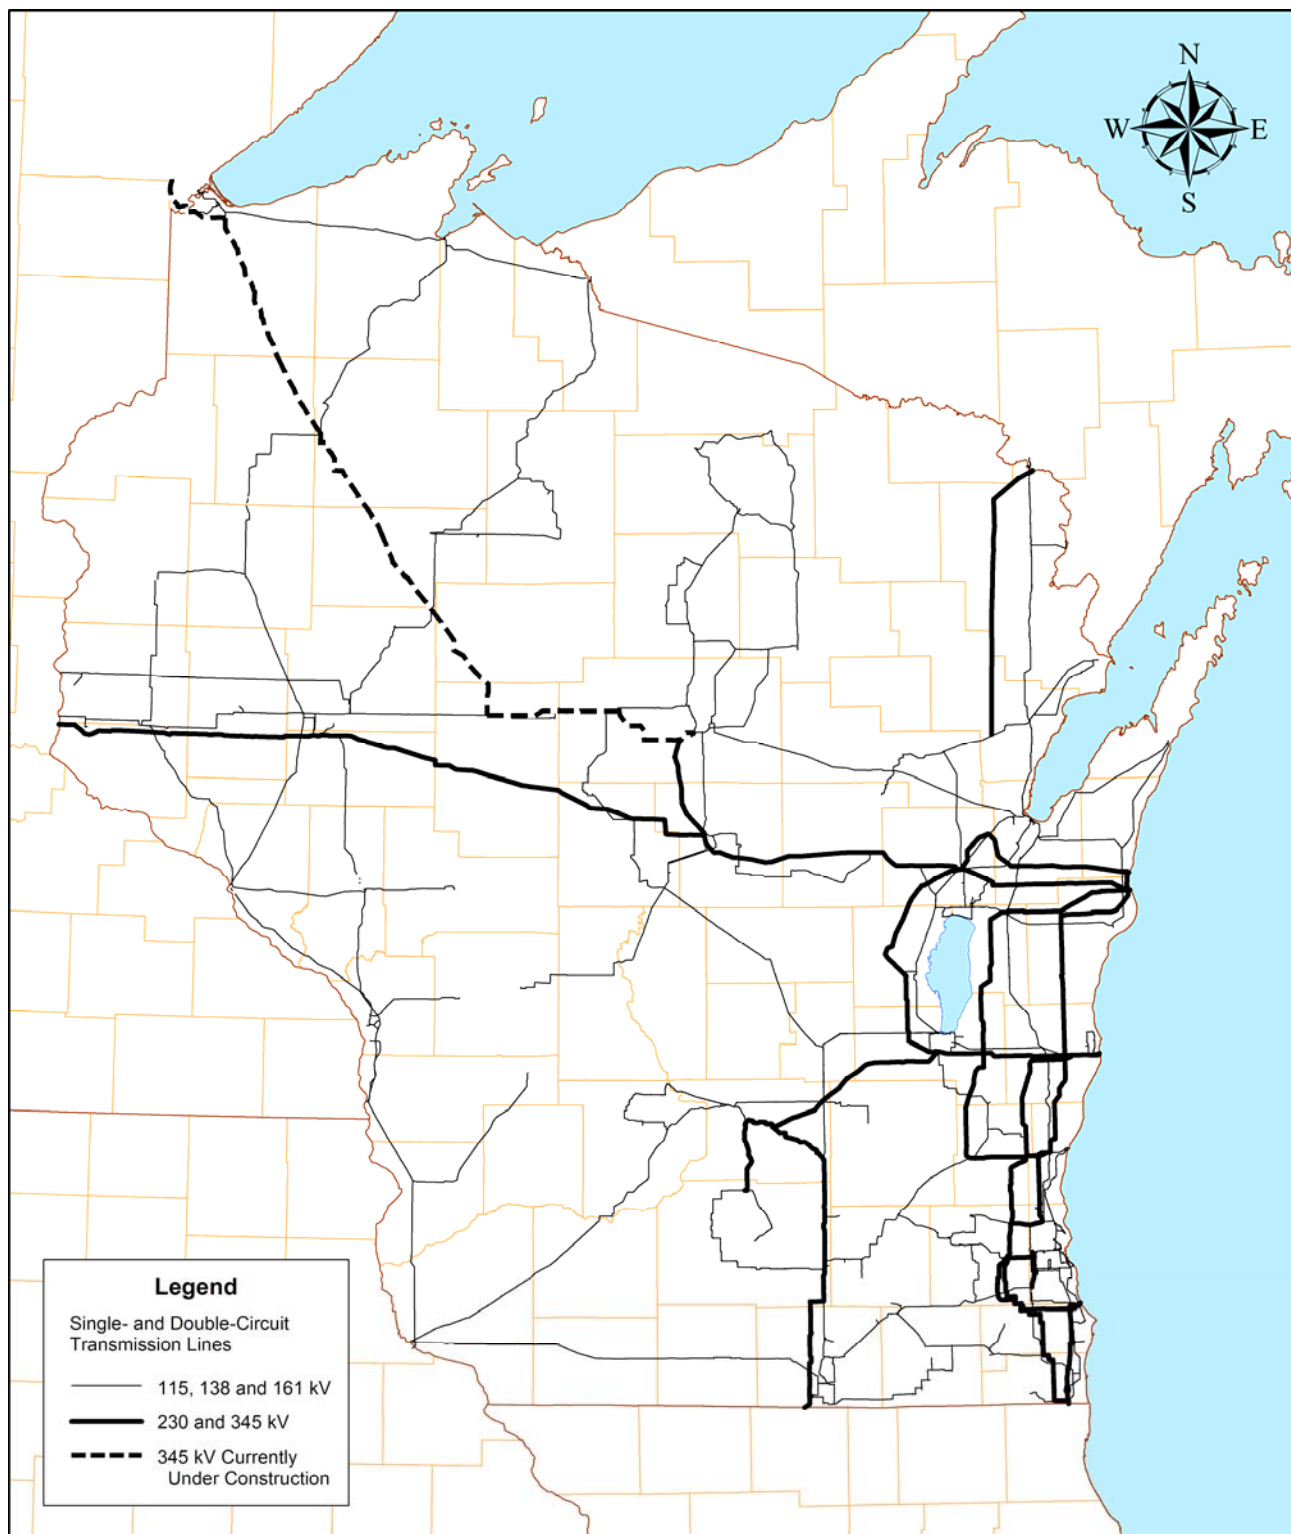 N
W E
S
Legend
Single- and Double-Circuit
Transmission Lines
115, 138 and 161 kV
230 and 345 kV
345 kV Currently
Under Construction